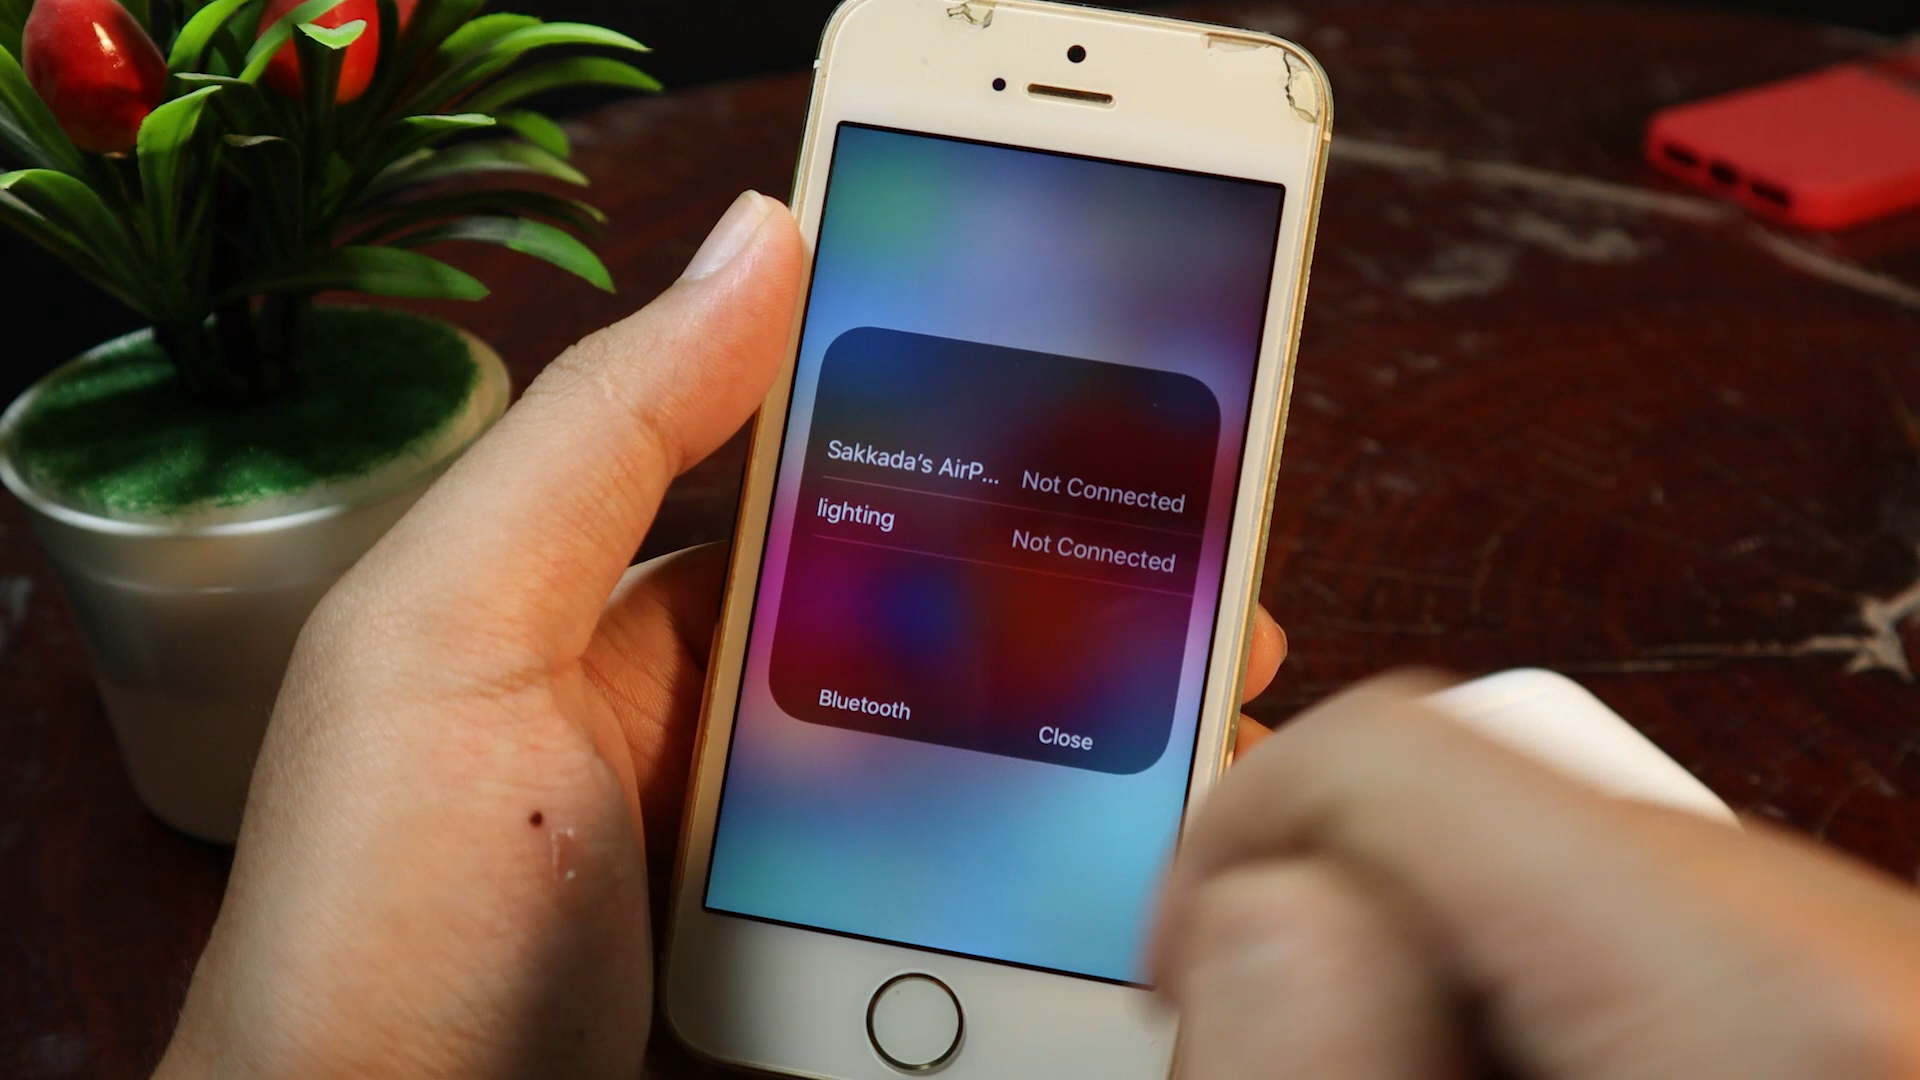 Sakkada's AirP... Not Connected
lighting Not Connected
Bluetooth Close